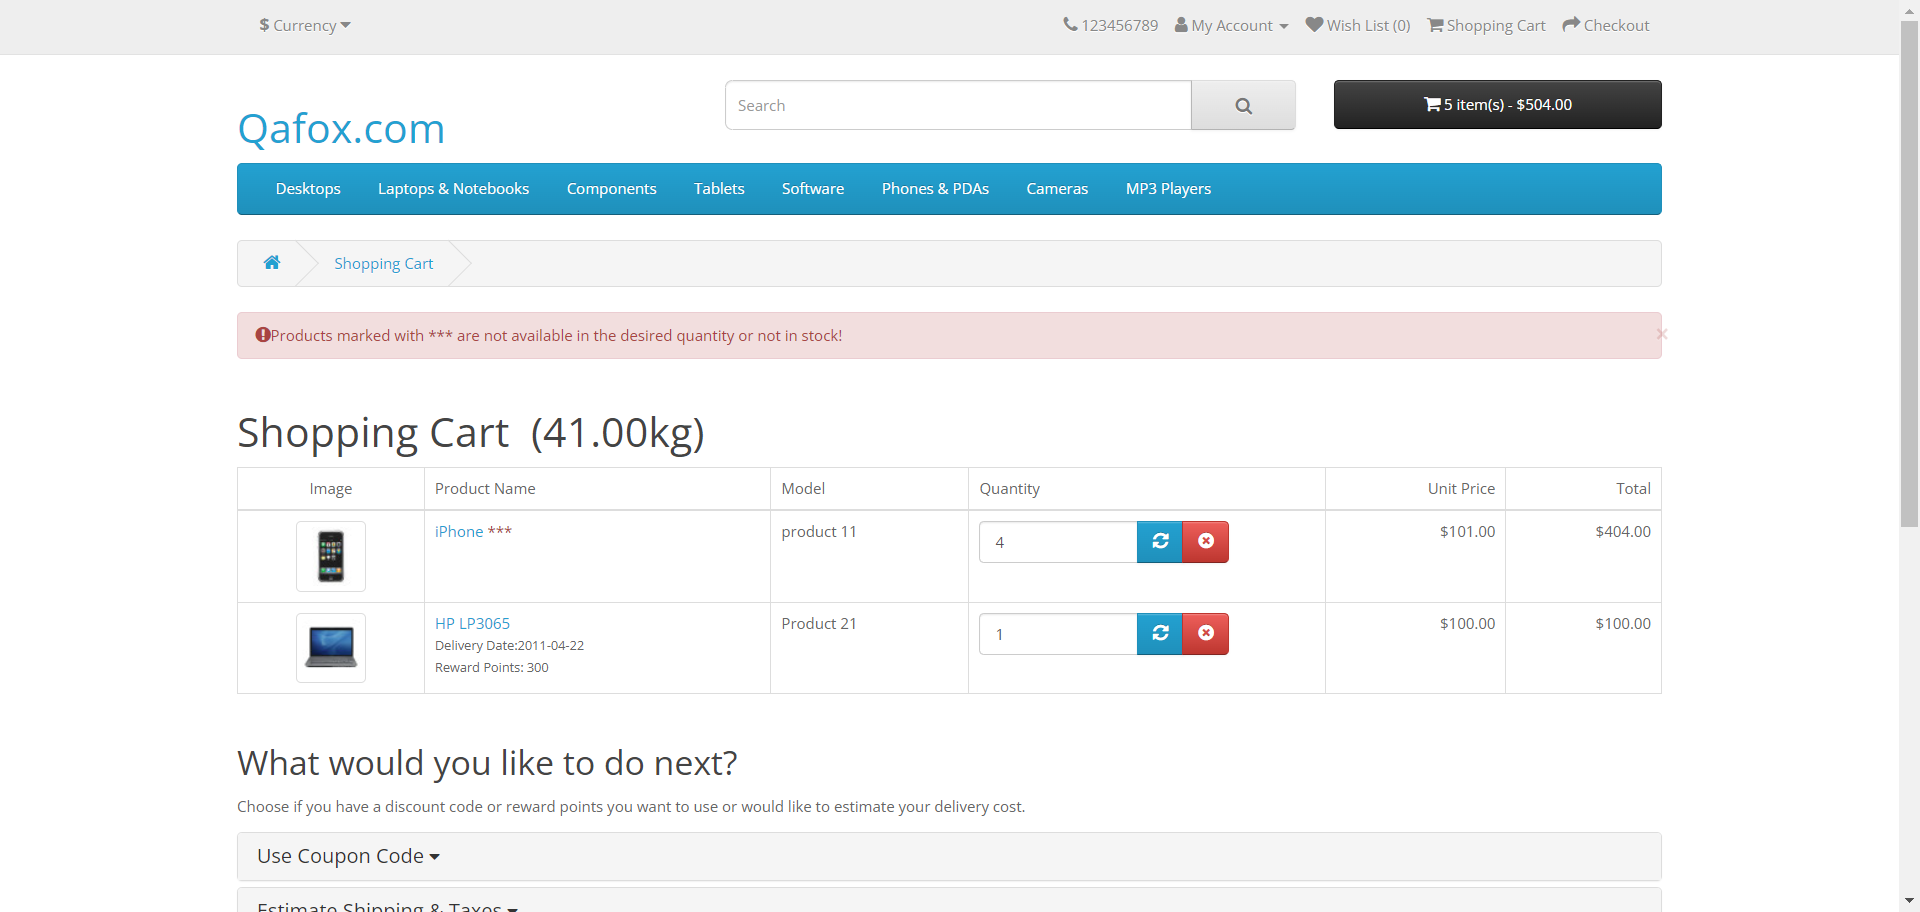 $ Currency
123456789 My Account Wish List (0) Shopping Cart Checkout
Qafox.com
Search
5 item(s) - $504.00
Desktops Laptops & Notebooks Components Tablets Software Phones & PDAs Cameras MP3 Players
Shopping Cart
Products marked with *** are not available in the desired quantity or not in stock!
×
Shopping Cart (41.00kg)
Image Product Name Model Quantity Unit Price Total
iPhone *** product 11 4 $101.00 $404.00
HP LP3065 Product 21 1 $100.00 $100.00
Delivery Date:2011-04-22
Reward Points: 300
What would you like to do next?
Choose if you have a discount code or reward points you want to use or would like to estimate your delivery cost.
Use Coupon Code
Estimate Shipping & Taxes